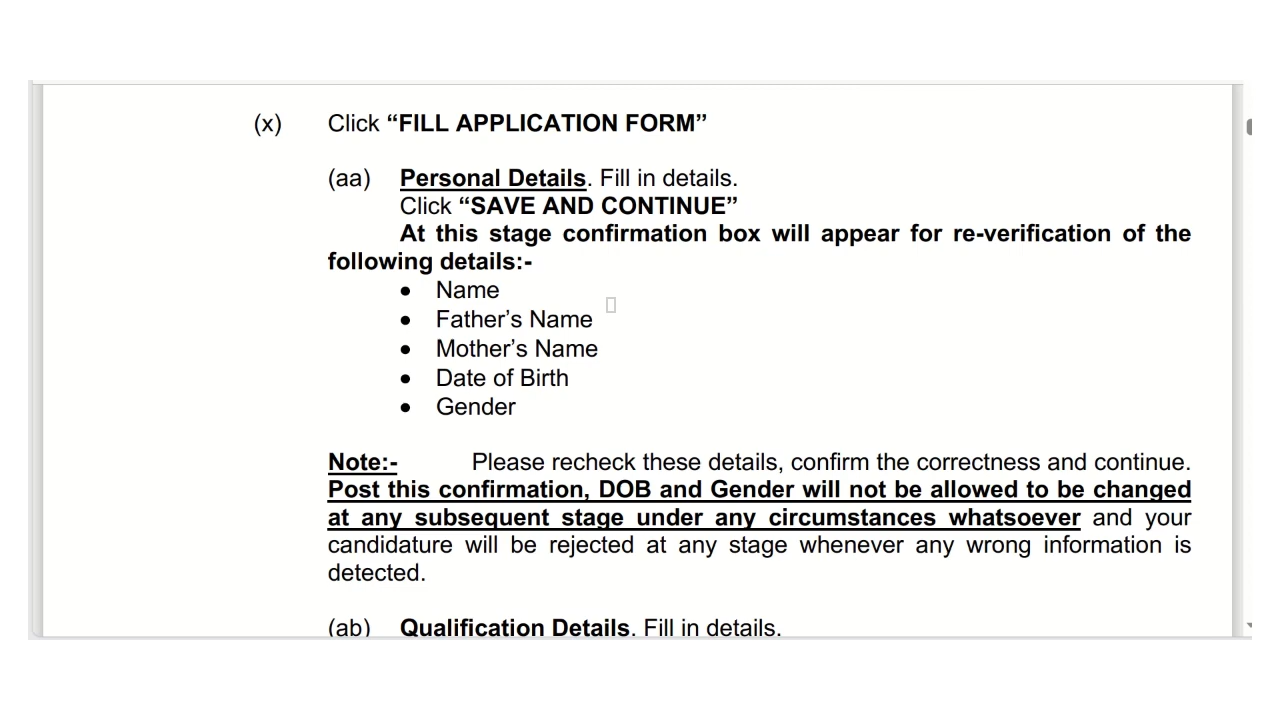 (x) Click “FILL APPLICATION FORM”
(aa) Personal Details. Fill in details.
Click “SAVE AND CONTINUE”
At this stage confirmation box will appear for re-verification of the
following details:-
• Name
• Father’s Name
• Mother’s Name
• Date of Birth
• Gender
Note:- Please recheck these details, confirm the correctness and continue.
Post this confirmation, DOB and Gender will not be allowed to be changed
at any subsequent stage under any circumstances whatsoever and your
candidature will be rejected at any stage whenever any wrong information is
detected.
(ab) Qualification Details. Fill in details.